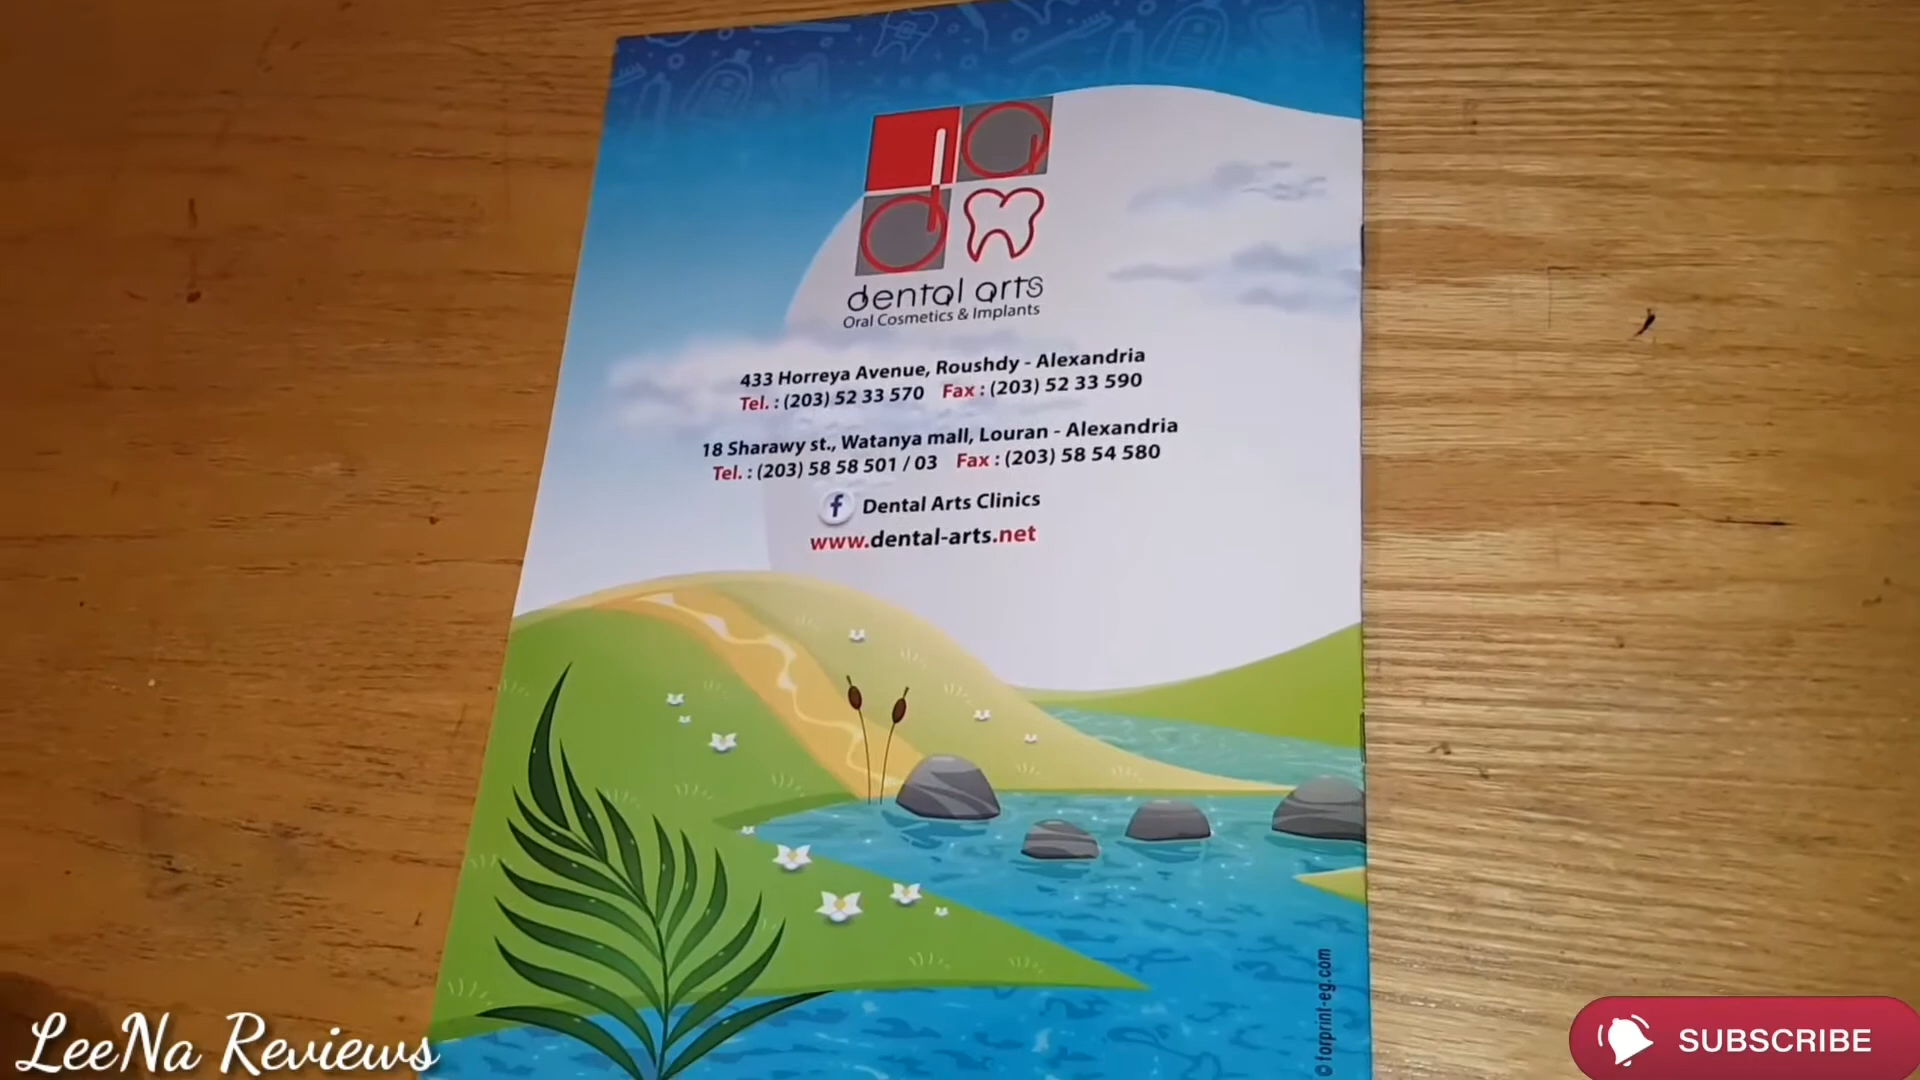 dental arts
Oral Cosmetics & Implants
433 Horreya Avenue, Roushdy - Alexandria
Tel. : (203) 52 33 570 Fax : (203) 52 33 590
18 Sharawy st., Watanya mall, Louran - Alexandria
Tel. : (203) 58 58 501 / 03 Fax : (203) 58 54 580
f Dental Arts Clinics
www.dental-arts.net
© forprint-eg.com
LeeNa Reviews
SUBSCRIBE